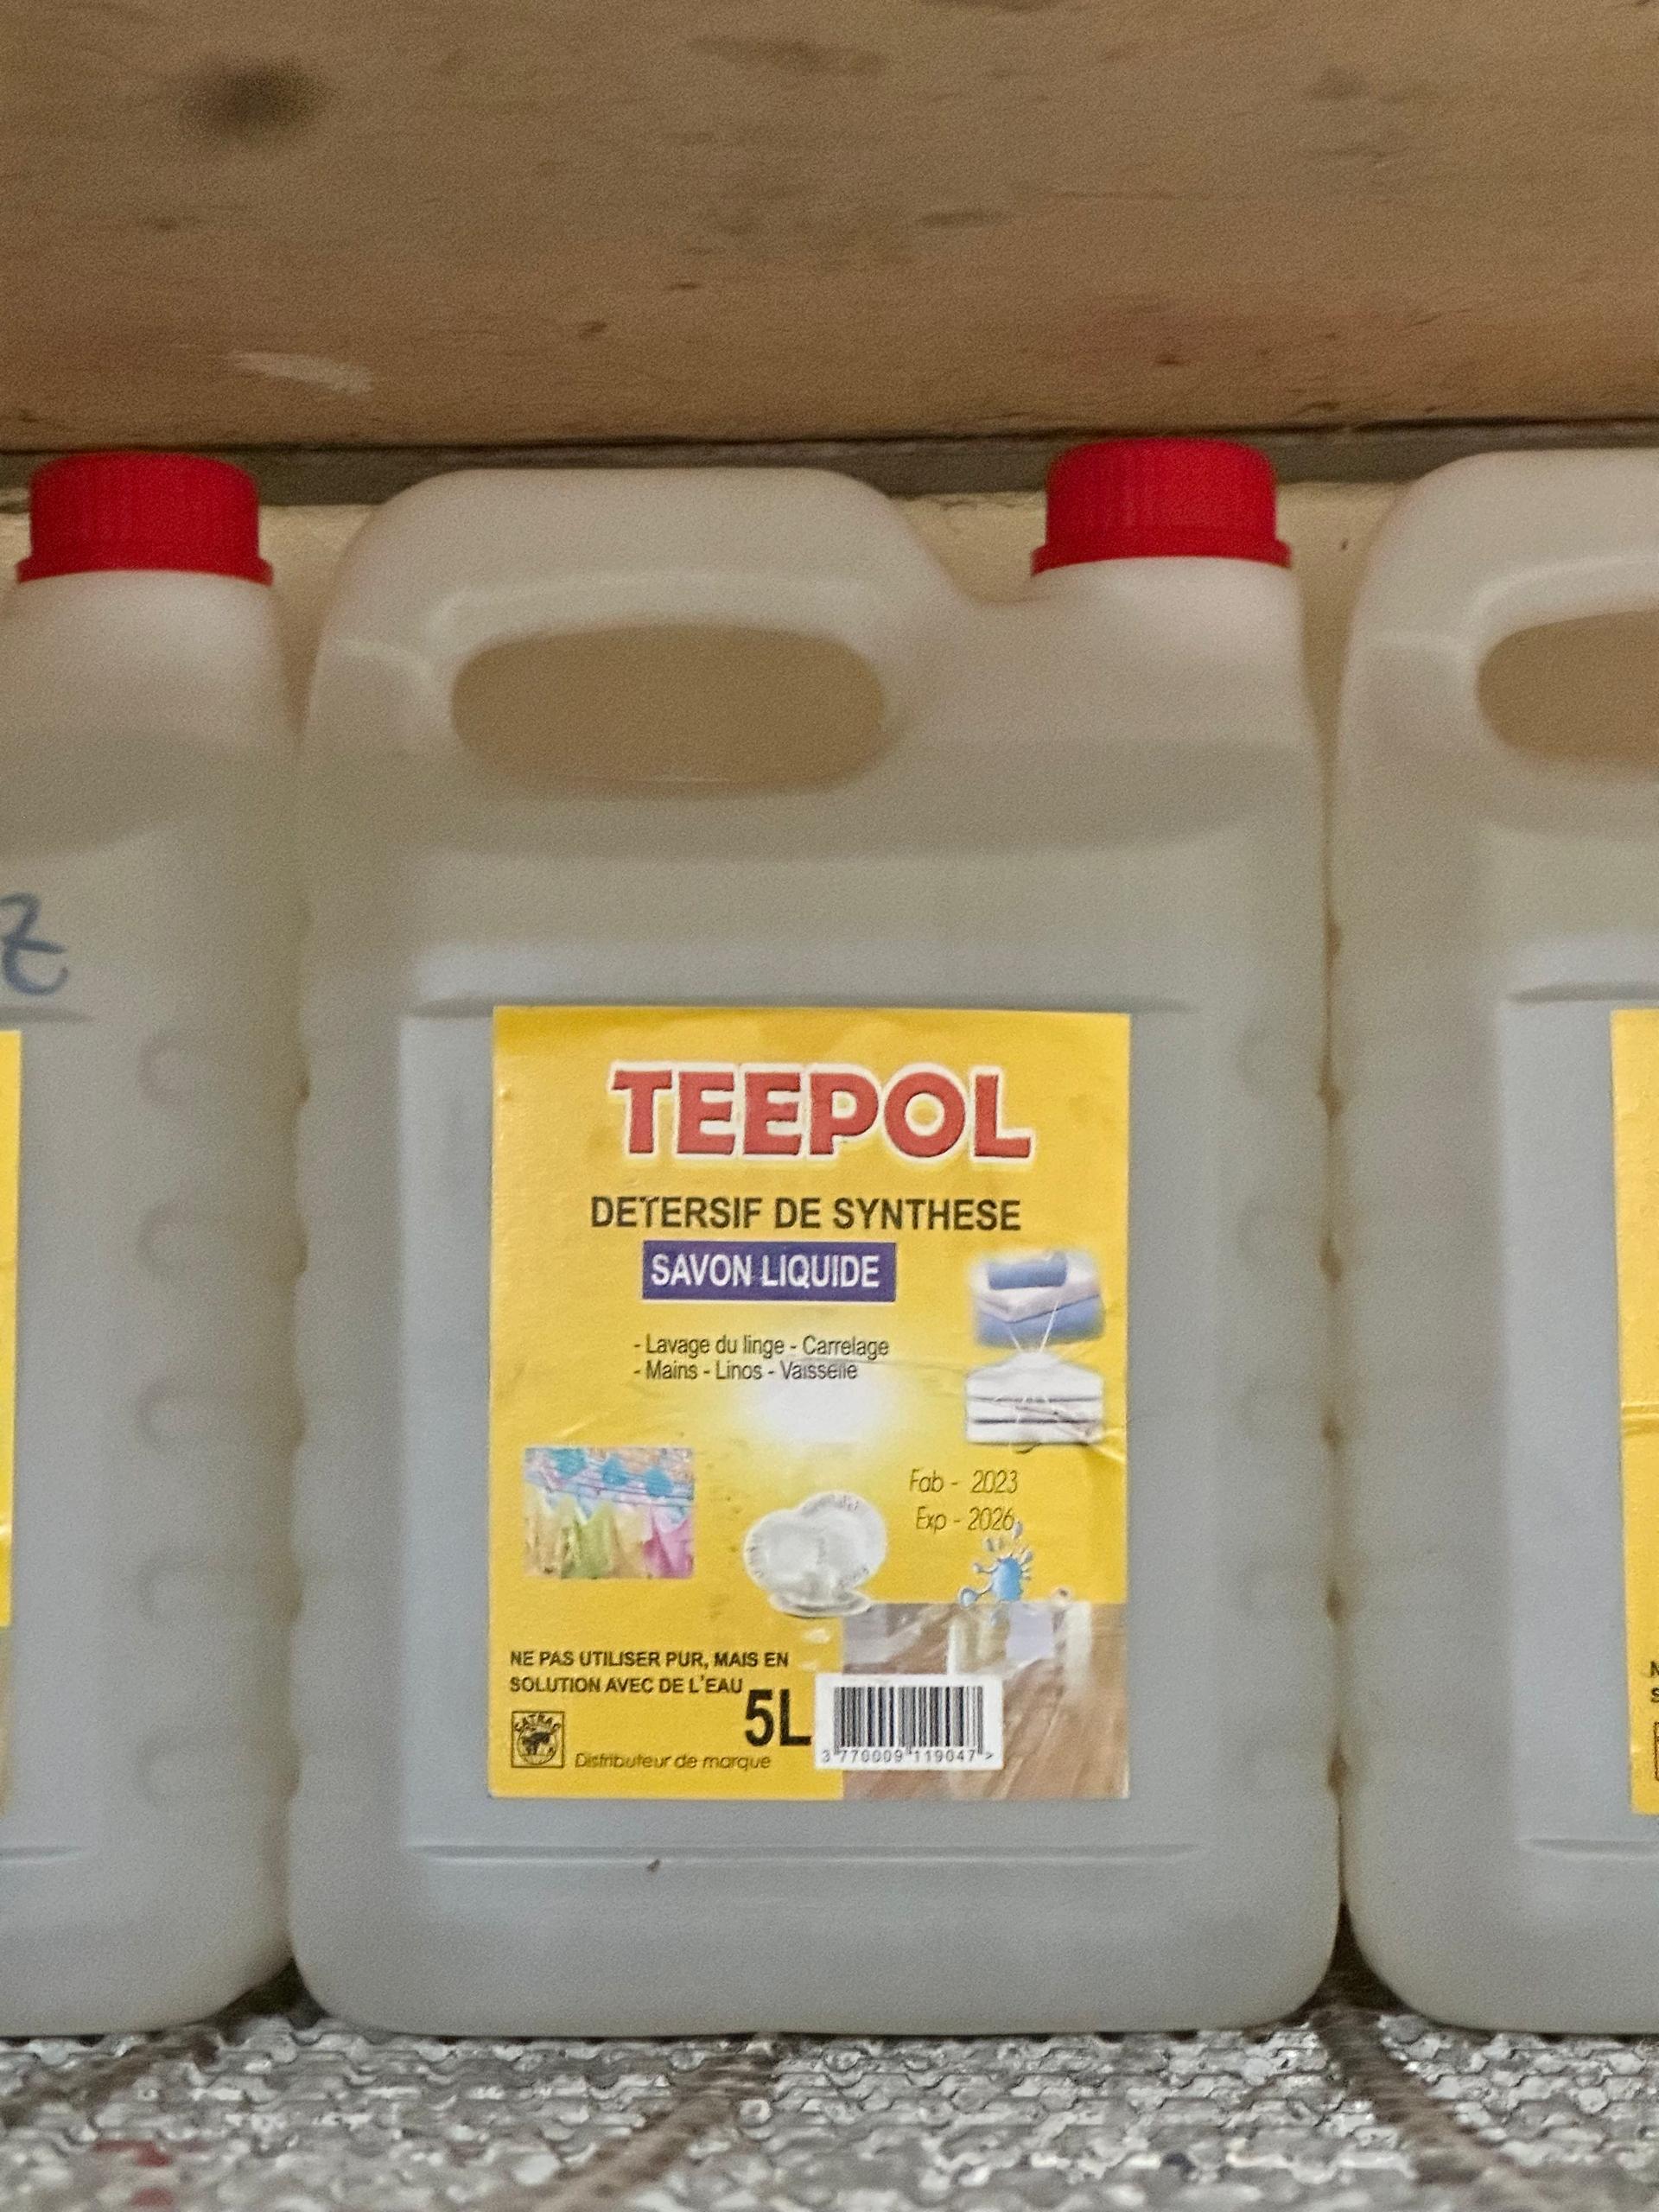 TEEPOL
DETERSIF DE SYNTHESE
SAVON LIQUIDE
- Lavage du linge - Carrelage
- Mains - Linos - Vaisselle
Fab - 2023
Exp - 2026
NE PAS UTILISER PUR, MAIS EN
SOLUTION AVEC DE L'EAU
5L
CATRAC
Distributeur de marque
3 770009 119047 >